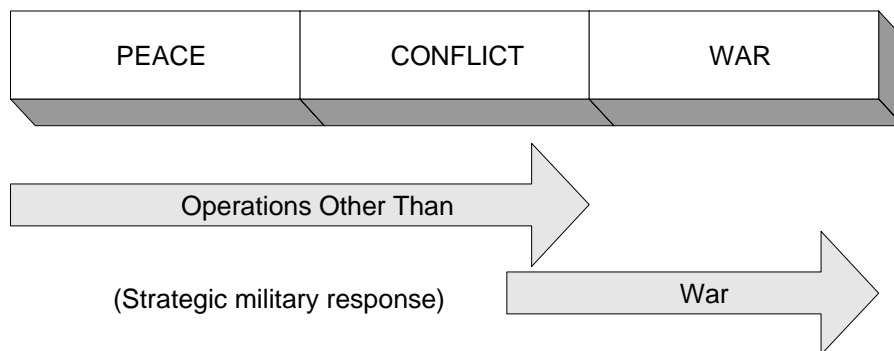 PEACE CONFLICT WAR
Operations Other Than
(Strategic military response)
War